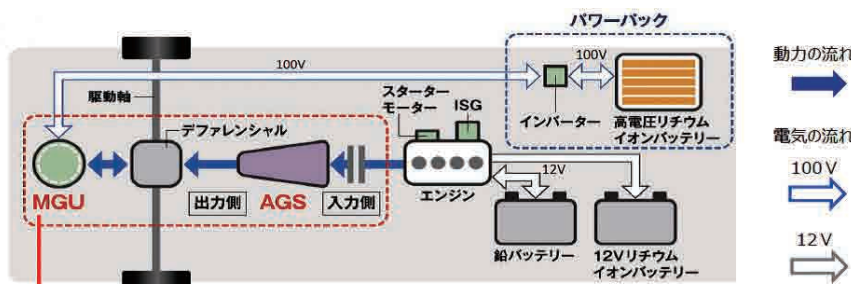 パワーパック
100V
100V
インバーター
高電圧リチウム
イオンバッテリー
駆動軸
デファレンシャル
スターター
モーター
ISG
エンジン
MGU
出力側
AGS
入力側
12V
鉛バッテリー
12Vリチウム
イオンバッテリー
動力の流れ
電気の流れ
100V
12V